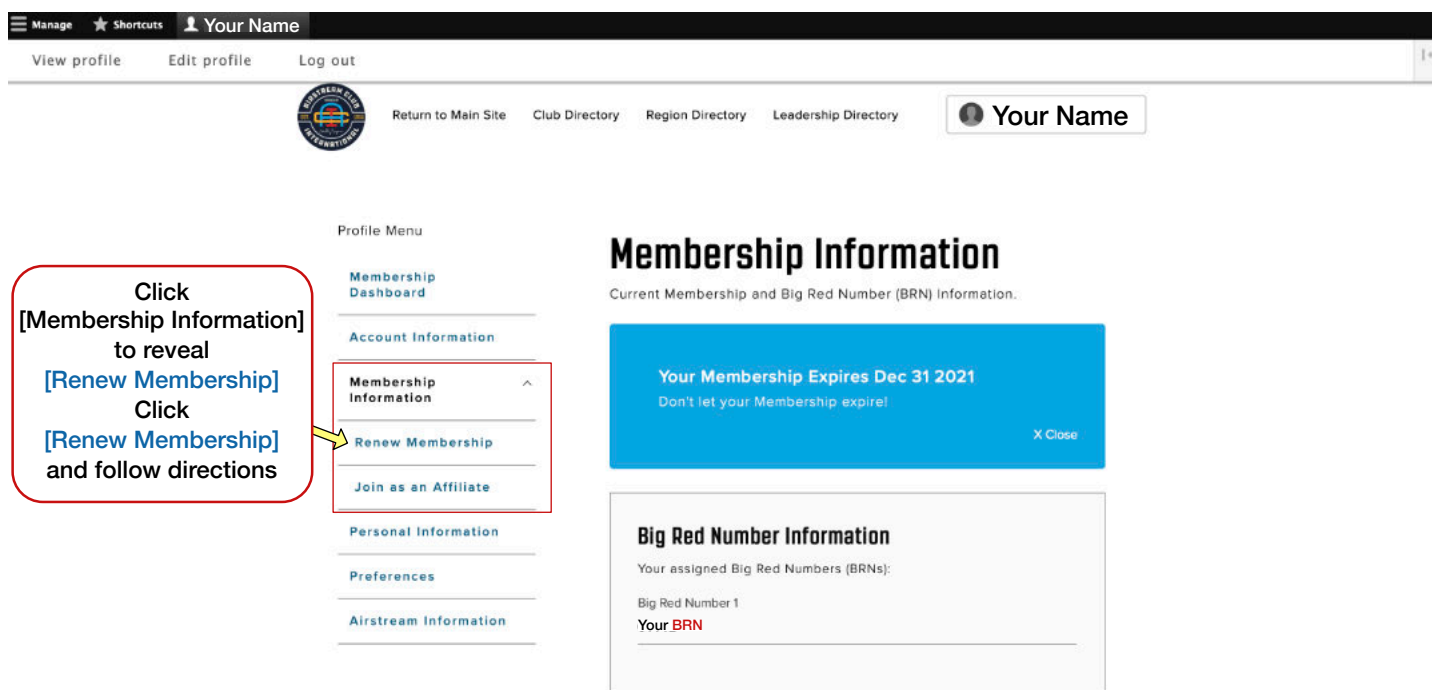 Manage Shortcuts Your Name
View profile Edit profile Log out
AIRSTREAM CLUB
INTERNATIONAL
Return to Main Site Club Directory Region Directory Leadership Directory Your Name
Profile Menu
Membership
Dashboard
Account Information
Membership
Information
Renew Membership
Join as an Affiliate
Personal Information
Preferences
Airstream Information
Click
[Membership Information]
to reveal
[Renew Membership]
Click
[Renew Membership]
and follow directions
Membership Information
Current Membership and Big Red Number (BRN) Information.
Your Membership Expires Dec 31 2021
Don't let your Membership expire!
X Close
Big Red Number Information
Your assigned Big Red Numbers (BRNs):
Big Red Number 1
Your BRN